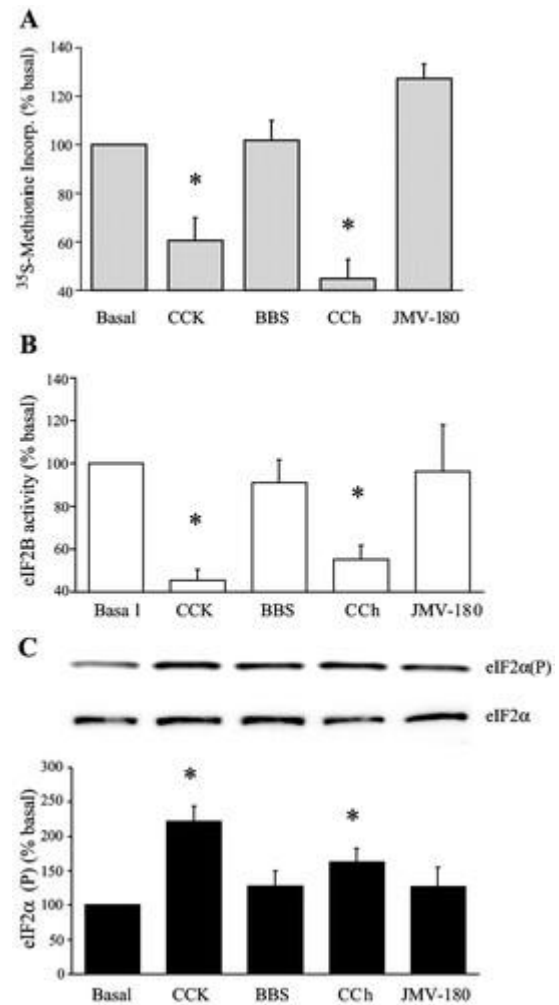 A
140
120
100
80
60
40
35S-Methionine Incorp. (% basal)
*
*
Basal CCK BBS CCh JMV-180
B
140
120
100
80
60
40
eIF2B activity (% basal)
*
*
Basa l CCK BBS CCh JMV-180
C
eIF2α(P)
eIF2α
300
250
200
150
100
50
0
eIF2α (P) (% basal)
*
*
Basal CCK BBS CCh JMV-180